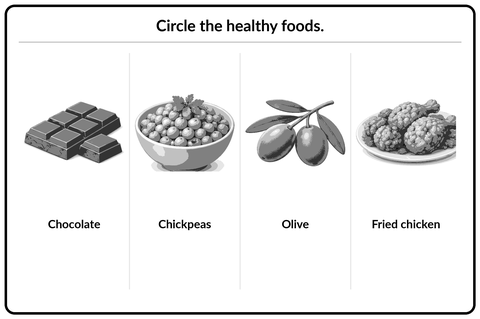 Circle the healthy foods.
Chocolate
Chickpeas
Olive
Fried chicken